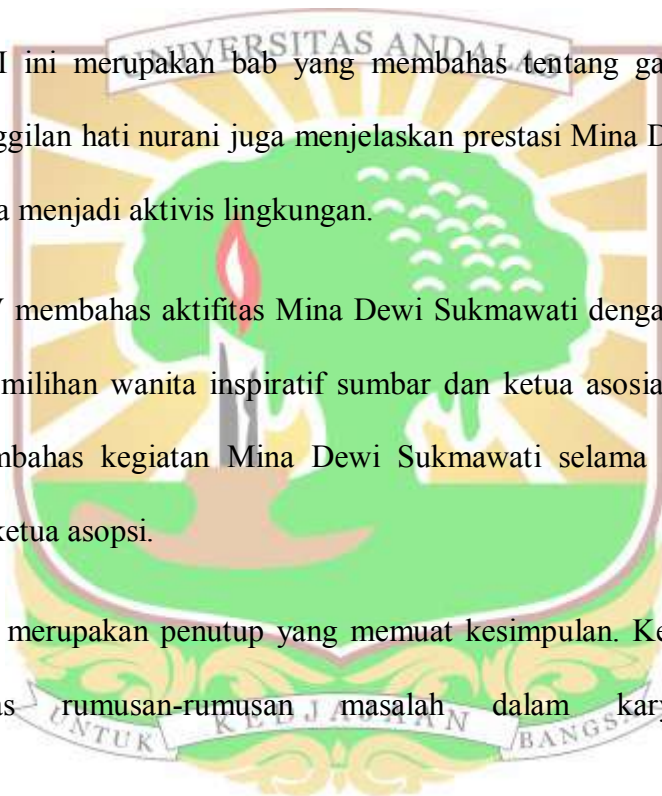 UNIVERSITAS ANDALAS
I ini merupakan bab yang membahas tentang ga
ggilan hati nurani juga menjelaskan prestasi Mina D
a menjadi aktivis lingkungan.
membahas aktifitas Mina Dewi Sukmawati denga
milihan wanita inspiratif sumbar dan ketua asosia
mbahas kegiatan Mina Dewi Sukmawati selama
ketua asopsi.
merupakan penutup yang memuat kesimpulan. Ke
as rumusan-rumusan masalah dalam kary
UNTUK KEDJAJAAN BANGSA